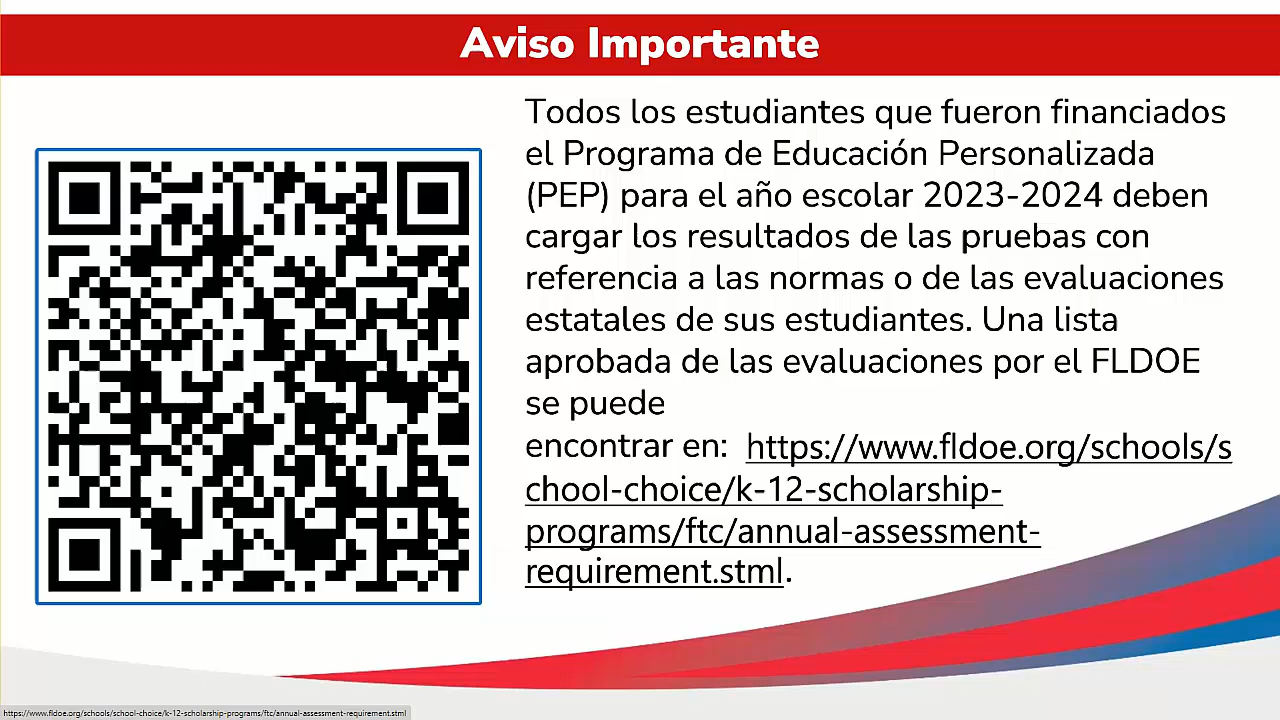 Aviso Importante
Todos los estudiantes que fueron financiados
el Programa de Educación Personalizada
(PEP) para el año escolar 2023-2024 deben
cargar los resultados de las pruebas con
referencia a las normas o de las evaluaciones
estatales de sus estudiantes. Una lista
aprobada de las evaluaciones por el FLDOE
se puede
encontrar en: https://www.fldoe.org/schools/s
chool-choice/k-12-scholarship-
programs/ftc/annual-assessment-
requirement.stml.
https://www.fldoe.org/schools/school-choice/k-12-scholarship-programs/ftc/annual-assessment-requirement.stml